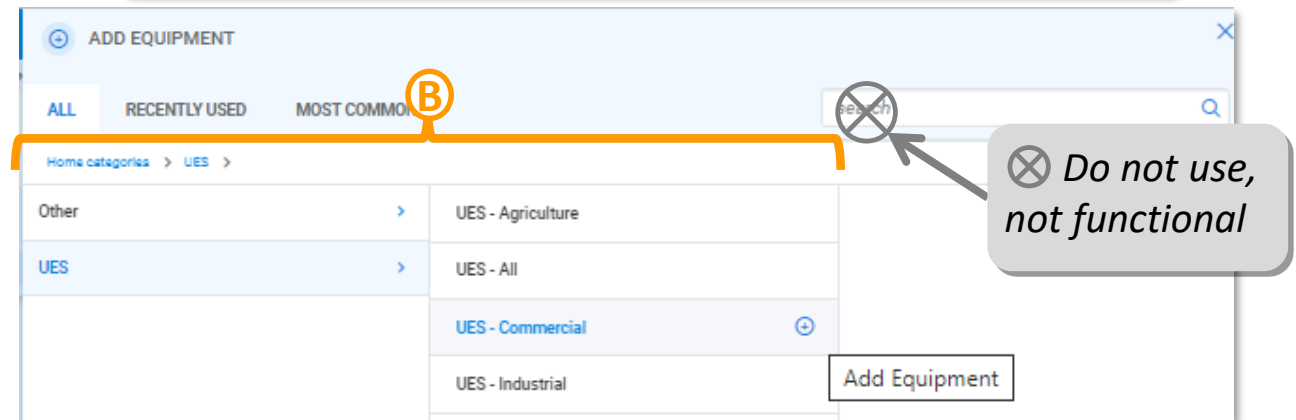 ADD EQUIPMENT
ALL RECENTLY USED MOST COMMON
B
search
Home categories > UES >
⊗ Do not use,
not functional
Other > UES - Agriculture
UES > UES - All
UES - Commercial
UES - Industrial
Add Equipment